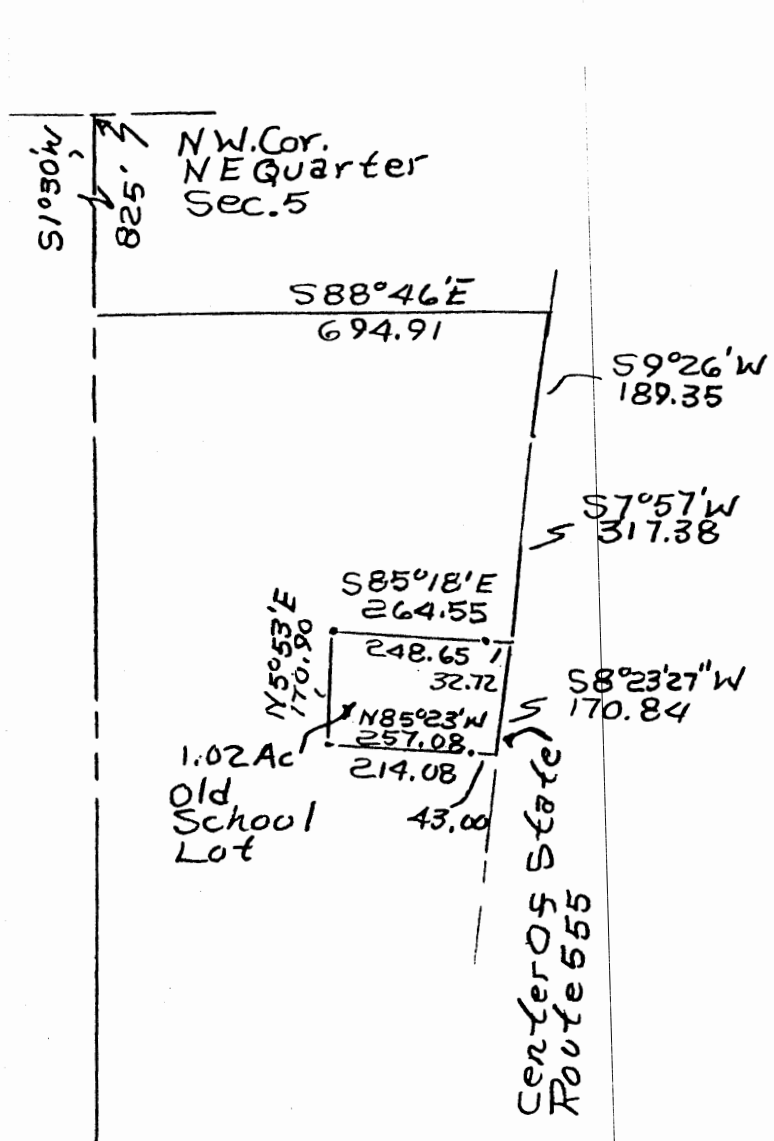 S1°30'W
825'
NW.Cor.
NE Quarter
Sec.5
S88°46'E
694.91
S9°26'W
189.35
S7°57'W
317.38
S85°18'E
264.55
248.65
32.72
N5°53'E
170.90
N85°23'W
257.08
214.08
43.00
S8°23'27"W
170.84
1.02Ac
Old
School
Lot
Center Of State
Route 555